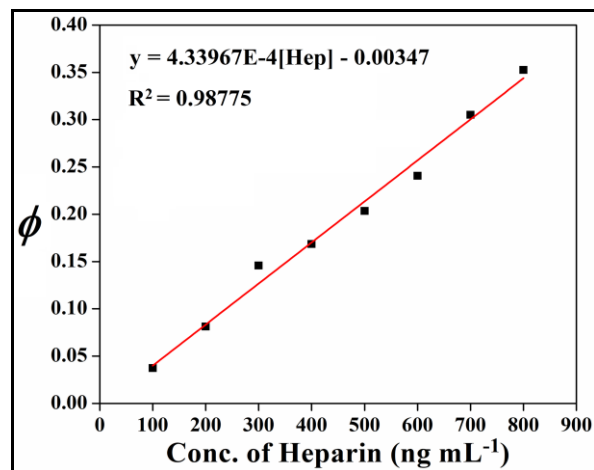 y = 4.33967E-4[Hep] - 0.00347
R² = 0.98775
0.40
0.35
0.30
0.25
0.20
0.15
0.10
0.05
0.00
ϕ
0 100 200 300 400 500 600 700 800 900
Conc. of Heparin (ng mL⁻¹)